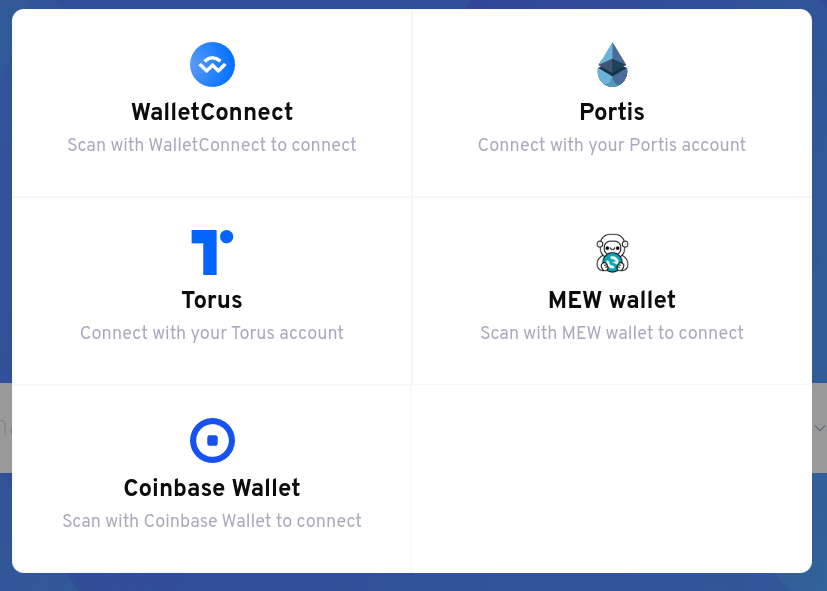 WalletConnect
Scan with WalletConnect to connect
Portis
Connect with your Portis account
Torus
Connect with your Torus account
MEW wallet
Scan with MEW wallet to connect
Coinbase Wallet
Scan with Coinbase Wallet to connect